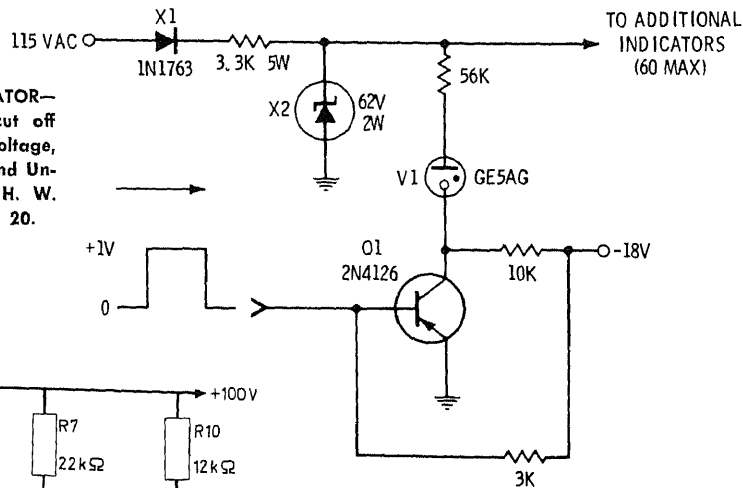 X1
115 VAC
1N1763
3.3K 5W
TO ADDITIONAL
INDICATORS
(60 MAX)
56K
X2
62V
2W
ATOR—
cut off
oltage,
nd Un-
H. W.
20.
V1
GE5AG
+1V
0
Q1
2N4126
10K
-18V
+100V
R7
22kΩ
R10
12kΩ
3K